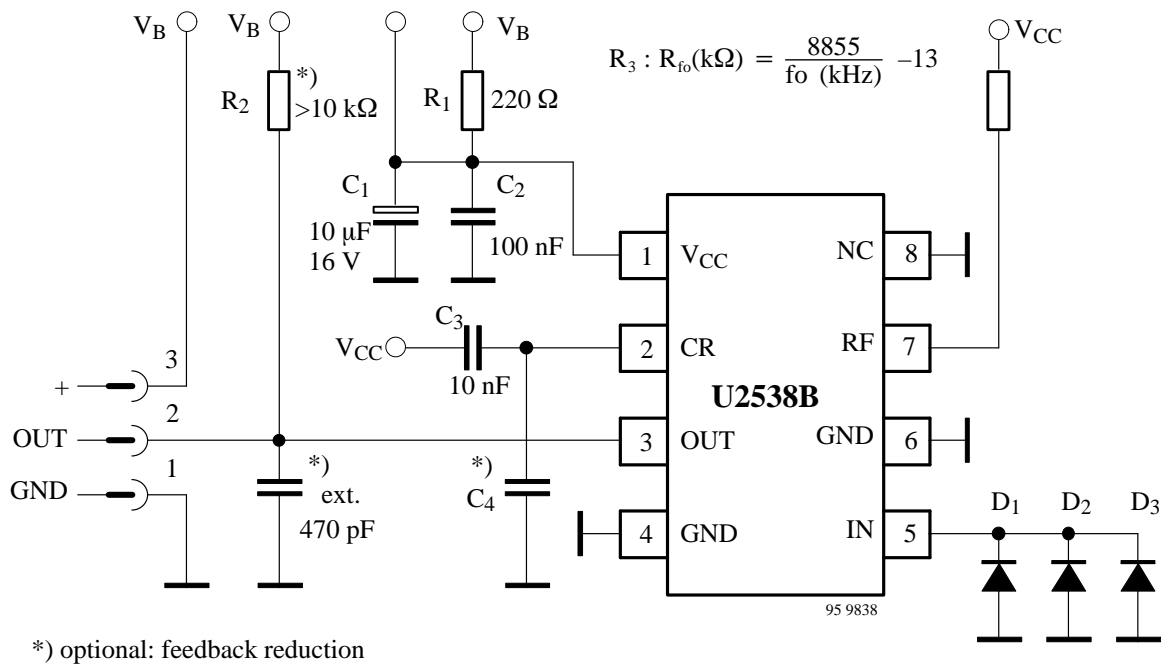 V_B
V_B
V_B
R_3 : R_fo(kΩ) = 8855 / fo (kHz) –13
V_CC
R_2
*)
>10 kΩ
R_1
220 Ω
C_1
10 μF
16 V
C_2
100 nF
1
V_CC
NC
8
V_CC
C_3
10 nF
2
CR
RF
7
U2538B
+
3
OUT
2
3
OUT
GND
6
GND
1
*)
ext.
470 pF
*)
C_4
4
GND
IN
5
D_1
D_2
D_3
95 9838
*) optional: feedback reduction